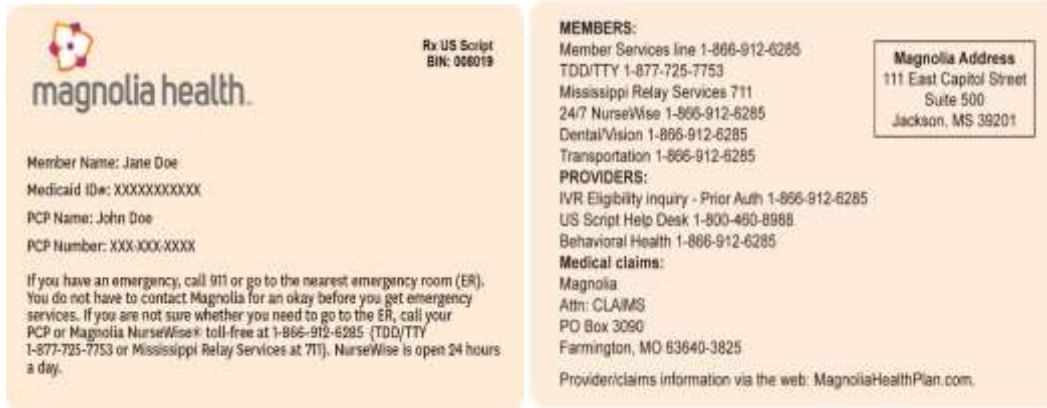 magnolia health
Rx US Script
BIN: 008019
Member Name: Jane Doe
Medicaid ID#: XXXXXXXXXXX
PCP Name: John Doe
PCP Number: XXX-XXX-XXXX
If you have an emergency, call 911 or go to the nearest emergency room (ER).
You do not have to contact Magnolia for an okay before you get emergency
services. If you are not sure whether you need to go to the ER, call your
PCP or Magnolia NurseWise® toll-free at 1-866-912-6285 (TDD/TTY
1-877-725-7753 or Mississippi Relay Services at 711). NurseWise is open 24 hours
a day.
MEMBERS:
Member Services line 1-866-912-6285
TDD/TTY 1-877-725-7753
Mississippi Relay Services 711
24/7 NurseWise 1-866-912-6285
Dental/Vision 1-866-912-6285
Transportation 1-866-912-6285
PROVIDERS:
IVR Eligibility inquiry - Prior Auth 1-866-912-6285
US Script Help Desk 1-800-460-8988
Behavioral Health 1-866-912-6285
Medical claims:
Magnolia
Attn: CLAIMS
PO Box 3090
Farmington, MO 63640-3825
Provider/claims information via the web: MagnoliaHealthPlan.com.
Magnolia Address
111 East Capitol Street
Suite 500
Jackson, MS 39201